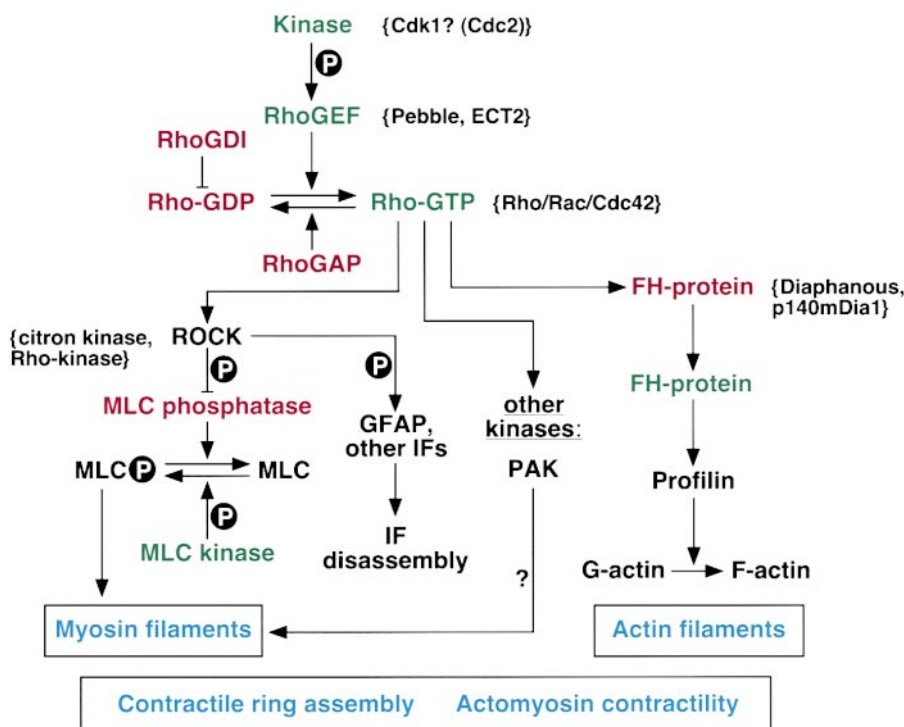 Kinase {Cdk1? (Cdc2)}
P
RhoGEF {Pebble, ECT2}
RhoGDI
Rho-GDP Rho-GTP {Rho/Rac/Cdc42}
RhoGAP
FH-protein {Diaphanous,
p140mDia1}
{citron kinase,
Rho-kinase}
ROCK
P
P
MLC phosphatase
FH-protein
GFAP,
other IFs
other
kinases:
PAK
MLC P MLC
Profilin
P
MLC kinase
IF
disassembly
?
G-actin F-actin
Myosin filaments
Actin filaments
Contractile ring assembly Actomyosin contractility